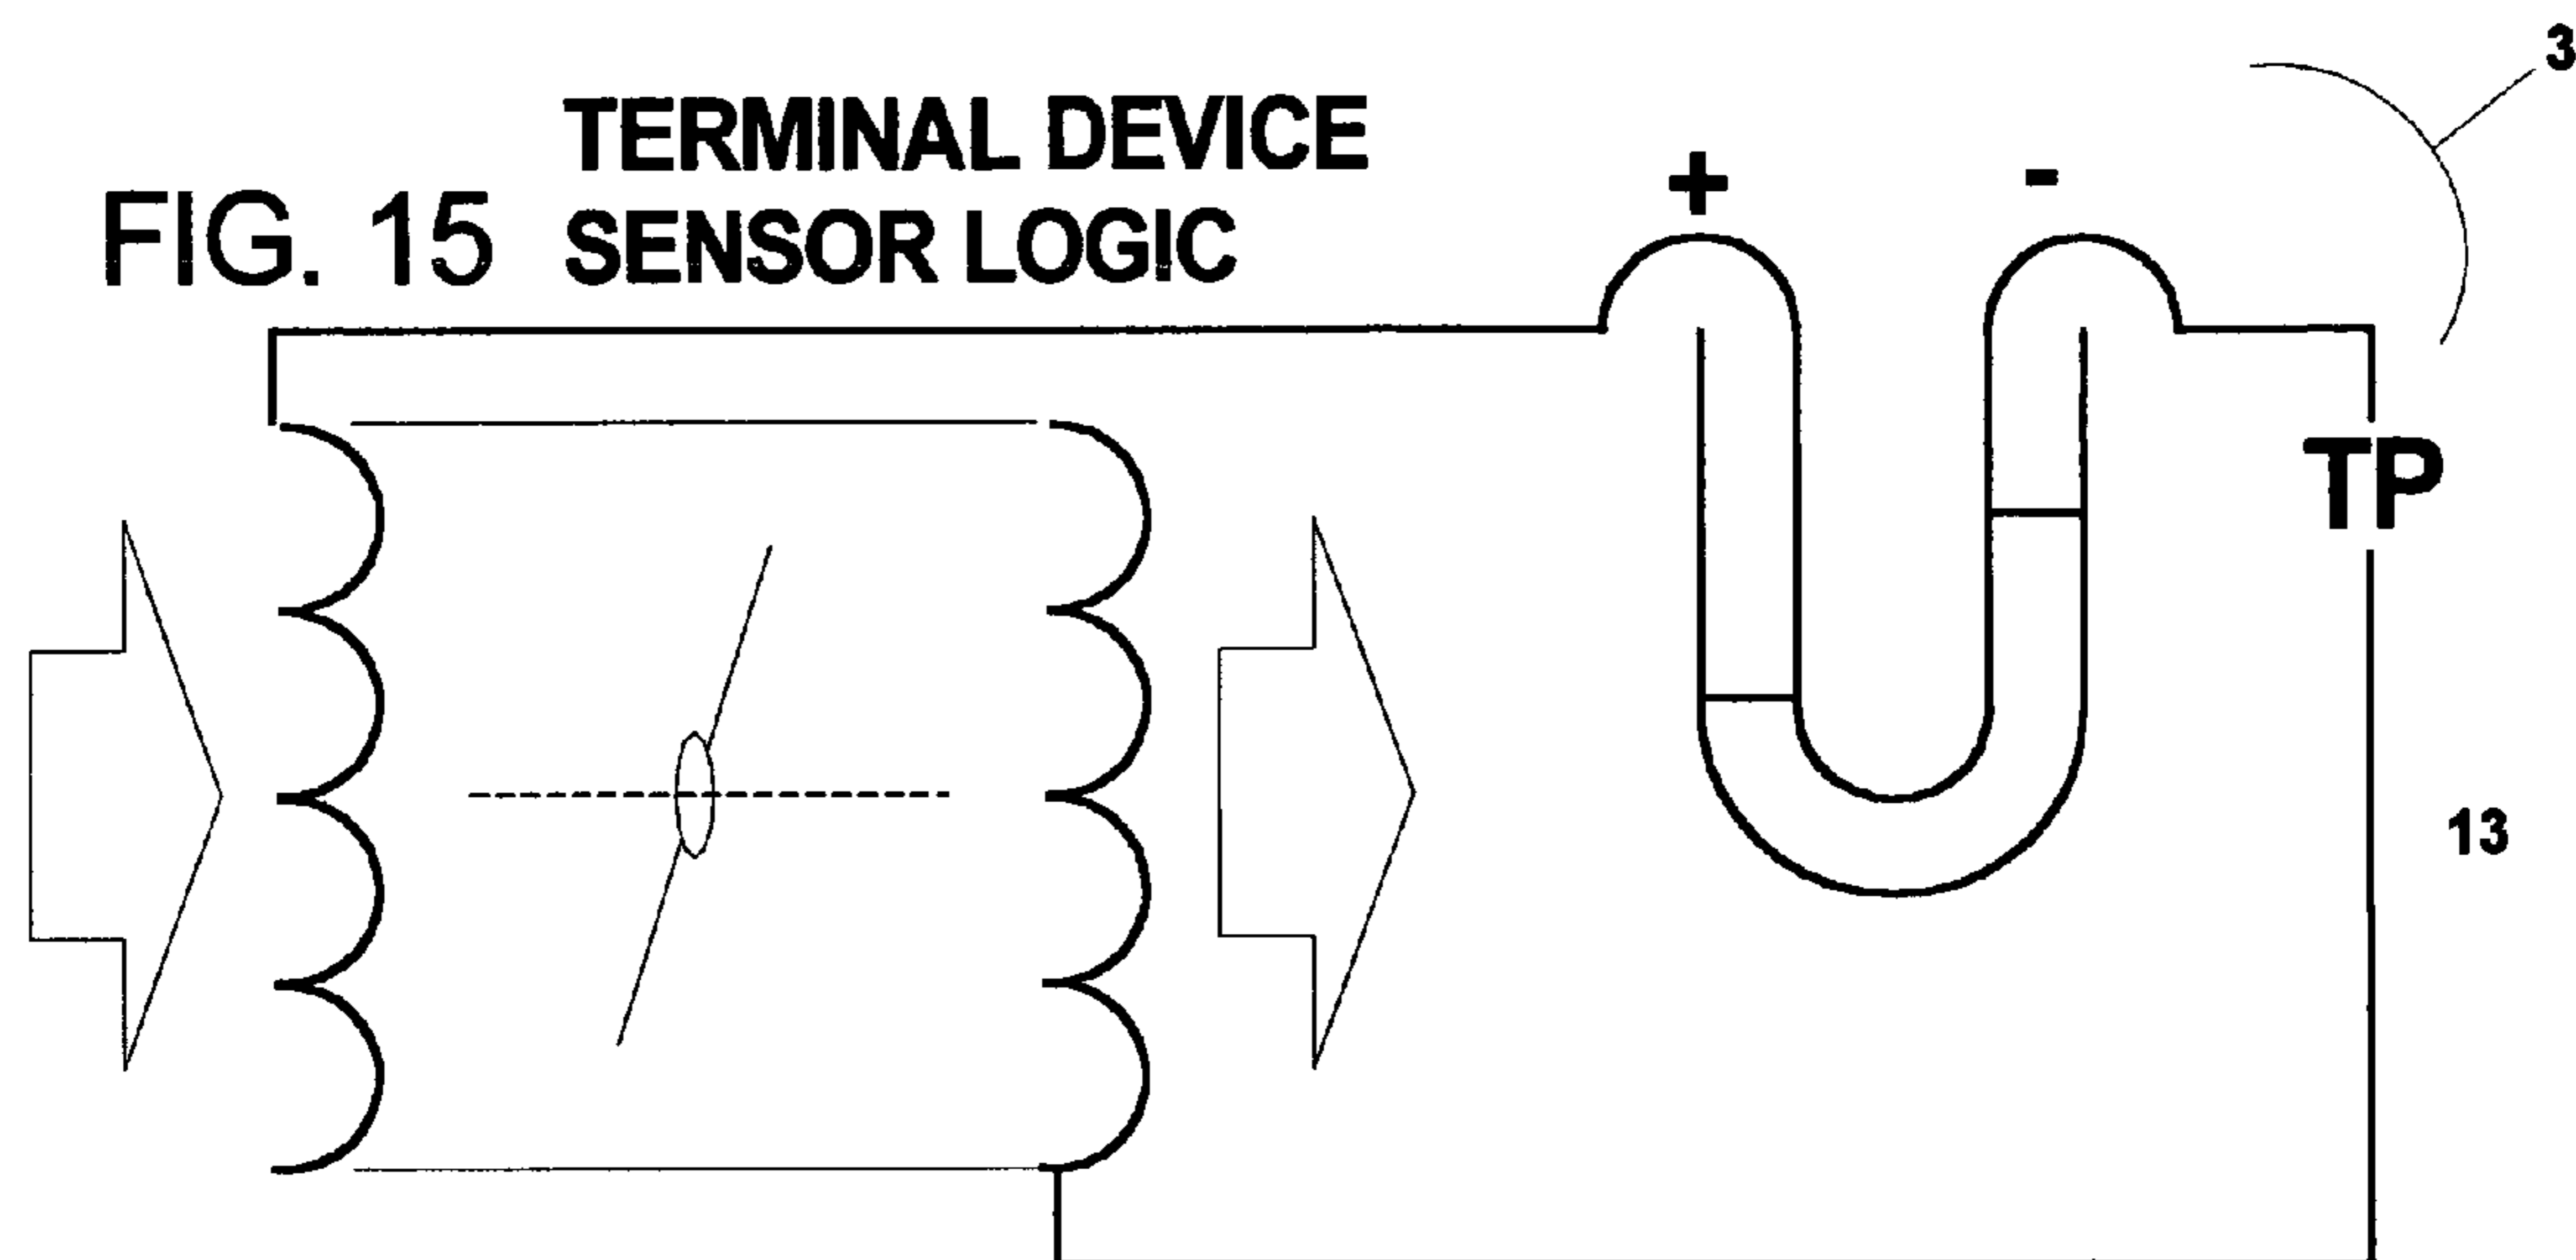 3
TERMINAL DEVICE
FIG. 15 SENSOR LOGIC
+ -
TP
13